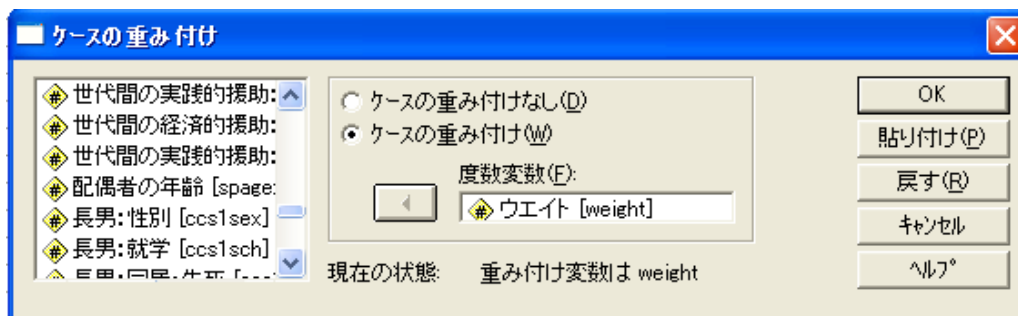 ケースの重み付け
世代間の実践的援助:
世代間の経済的援助:
世代間の実践的援助:
配偶者の年齢 [spage:
長男:性別 [ccs1sex]
長男:就学 [ccs1sch]
ケースの重み付けなし(D)
ケースの重み付け(W)
度数変数(F):
ウエイト [weight]
現在の状態: 重み付け変数は weight
OK
貼り付け(P)
戻す(R)
キャンセル
ヘルプ